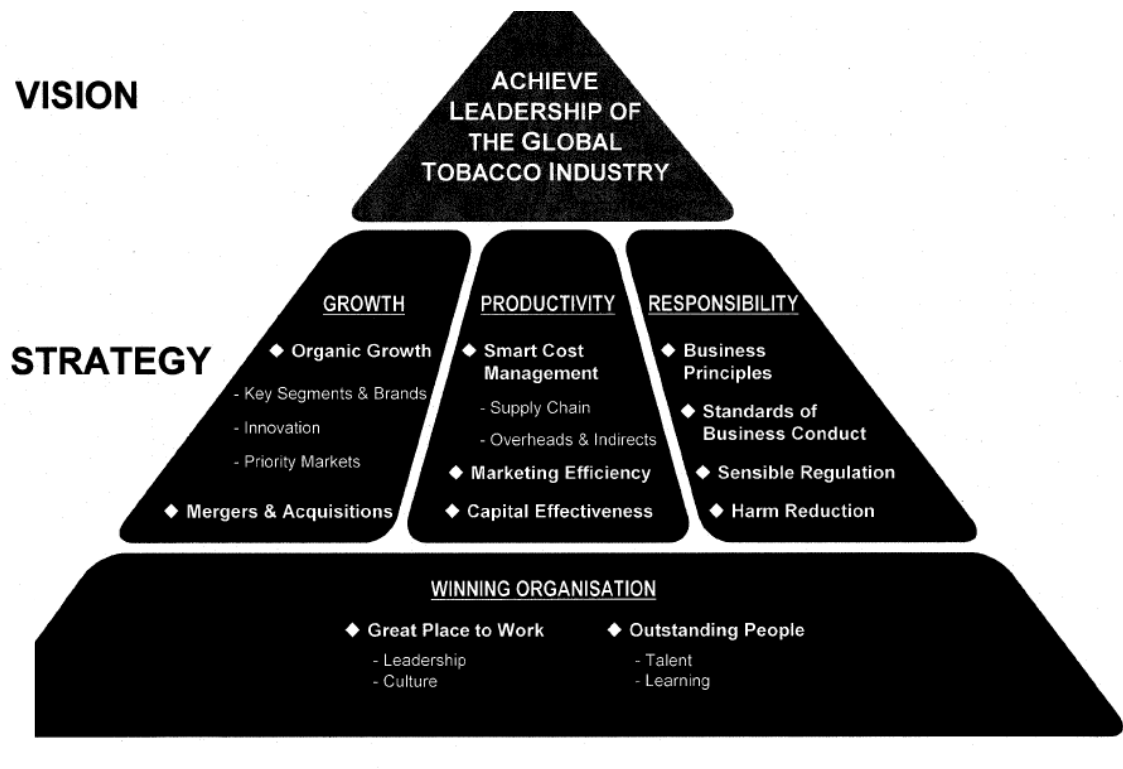 VISION
ACHIEVE
LEADERSHIP OF
THE GLOBAL
TOBACCO INDUSTRY
STRATEGY
GROWTH
◆ Organic Growth
- Key Segments & Brands
- Innovation
- Priority Markets
◆ Mergers & Acquisitions
PRODUCTIVITY
◆ Smart Cost
Management
- Supply Chain
- Overheads & Indirects
◆ Marketing Efficiency
◆ Capital Effectiveness
RESPONSIBILITY
◆ Business
Principles
◆ Standards of
Business Conduct
◆ Sensible Regulation
◆ Harm Reduction
WINNING ORGANISATION
◆ Great Place to Work
- Leadership
- Culture
◆ Outstanding People
- Talent
- Learning